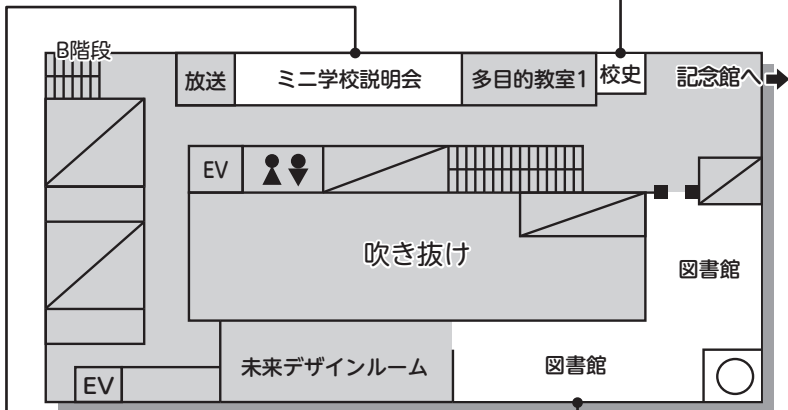 B階段
放送
ミニ学校説明会
多目的教室1
校史
記念館へ
EV
吹き抜け
図書館
未来デザインルーム
図書館
EV